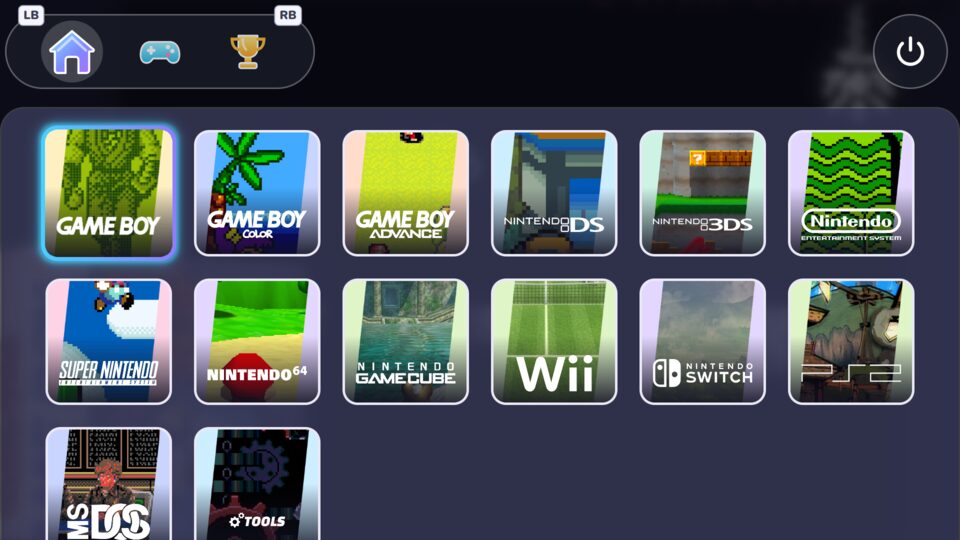 LB
RB
GAME BOY
GAME BOY
COLOR
GAME BOY
ADVANCE
NINTENDO DS
NINTENDO 3DS
Nintendo
ENTERTAINMENT SYSTEM
?
SUPER NINTENDO
ENTERTAINMENT SYSTEM
NINTENDO 64
NINTENDO
GAMECUBE
Wii
NINTENDO
SWITCH
PS2
MS DOS
TOOLS